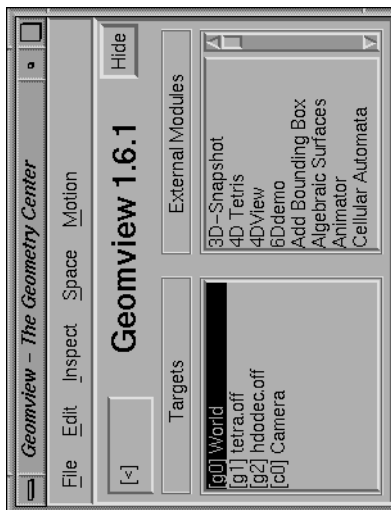 Geomview – The Geometry Center
File Edit Inspect Space Motion
[<] Geomview 1.6.1 Hide
Targets
[g0] World
[g1] tetra.off
[g2] hdodec.off
[c0] Camera
External Modules
3D-Snapshot
4D Tetris
4DView
6Ddemo
Add Bounding Box
Algebraic Surfaces
Animator
Cellular Automata